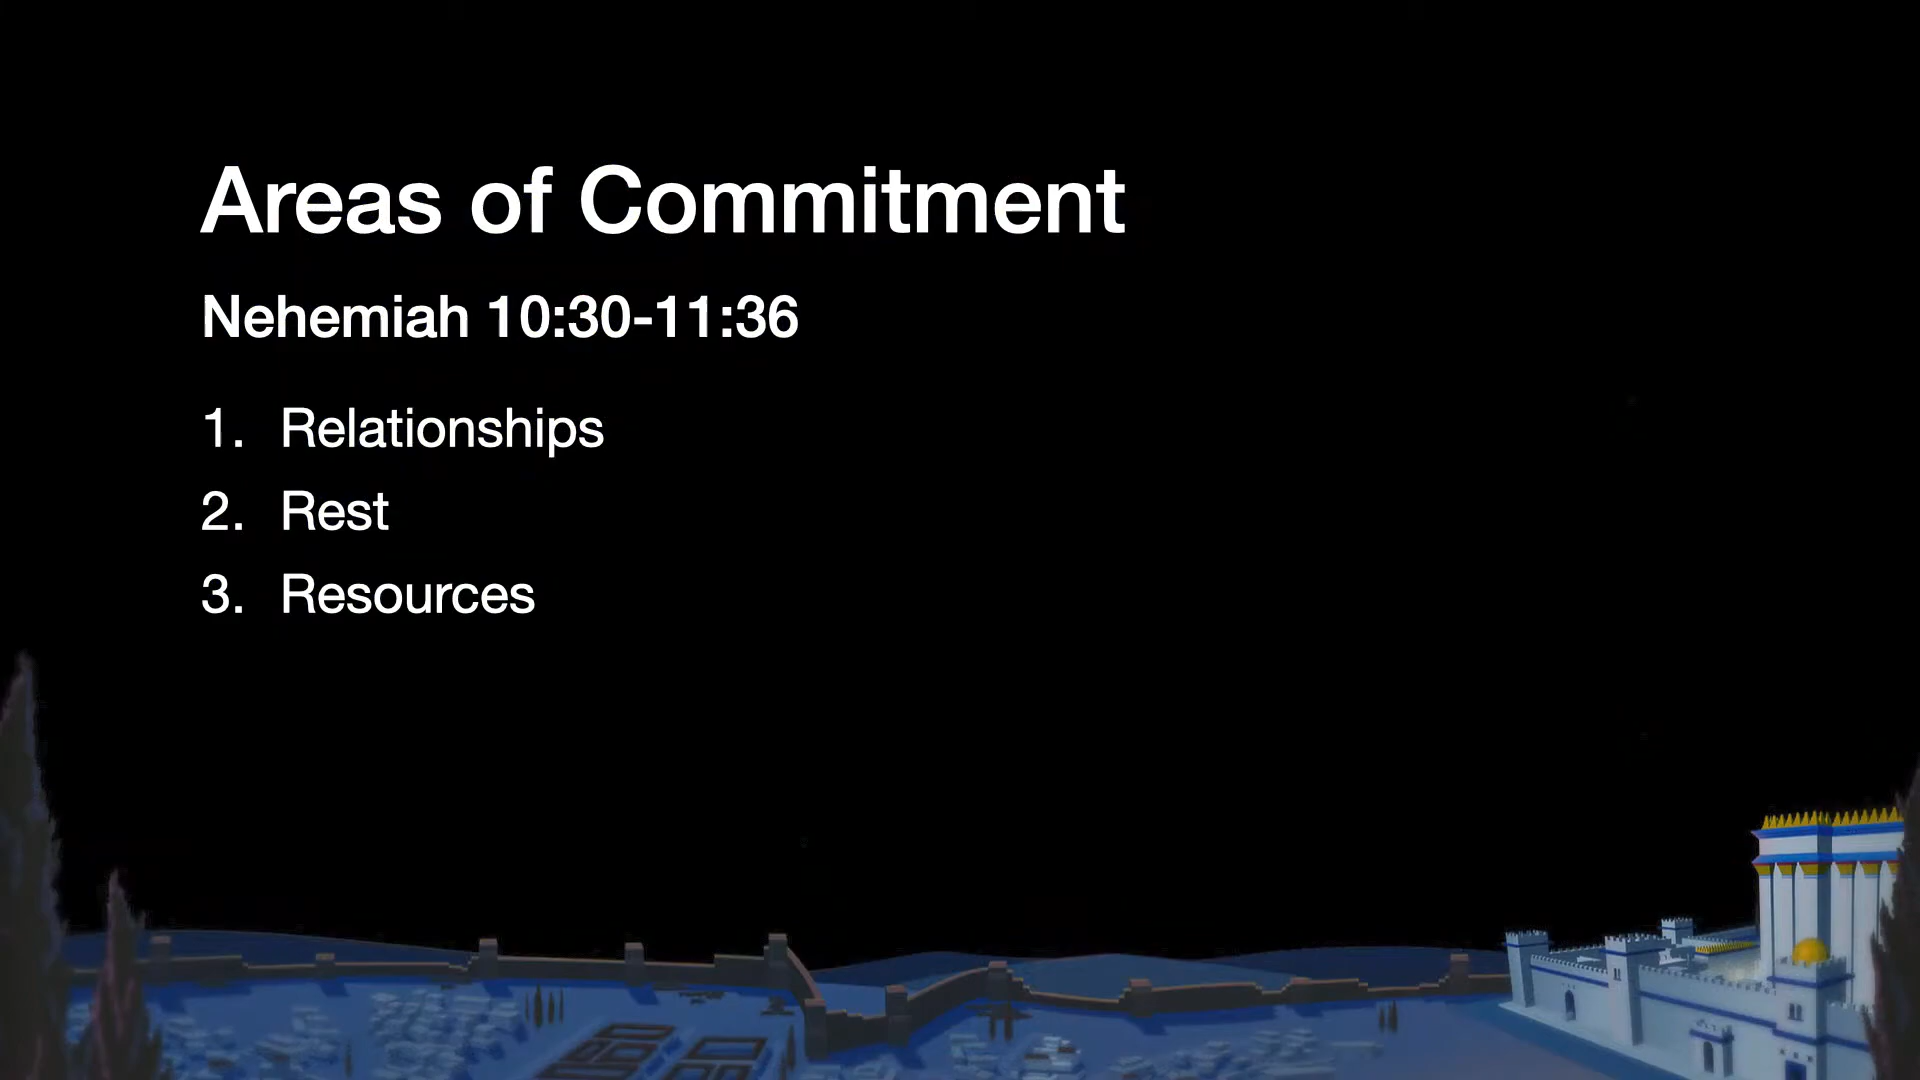 Areas of Commitment
Nehemiah 10:30-11:36
1. Relationships
2. Rest
3. Resources